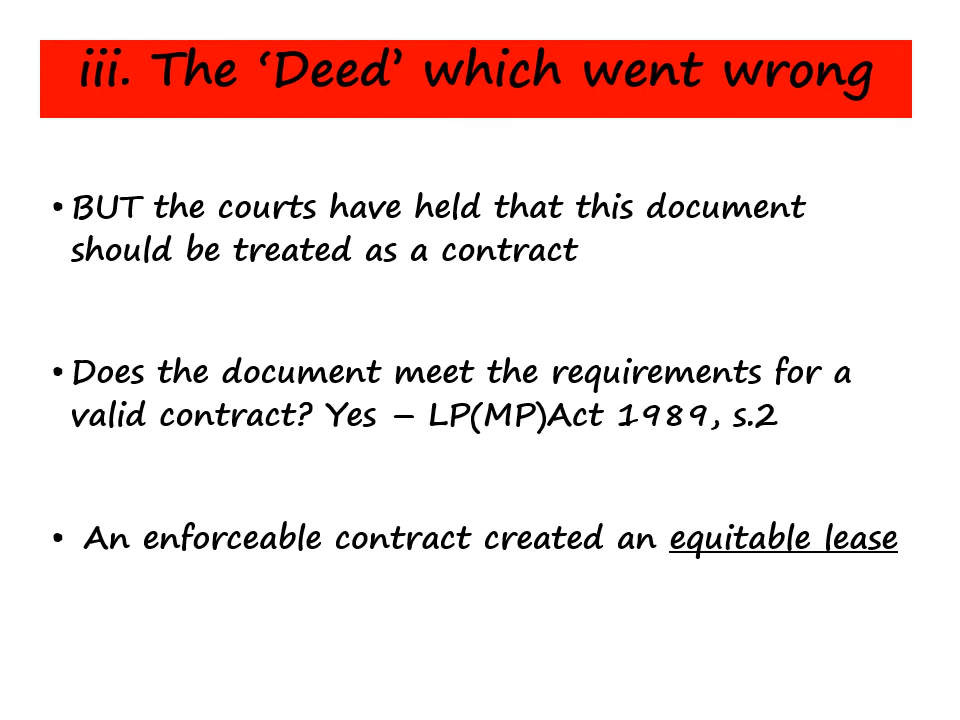 iii. The ‘Deed’ which went wrong
• BUT the courts have held that this document
should be treated as a contract
• Does the document meet the requirements for a
valid contract? Yes – LP(MP)Act 1989, s.2
• An enforceable contract created an equitable lease